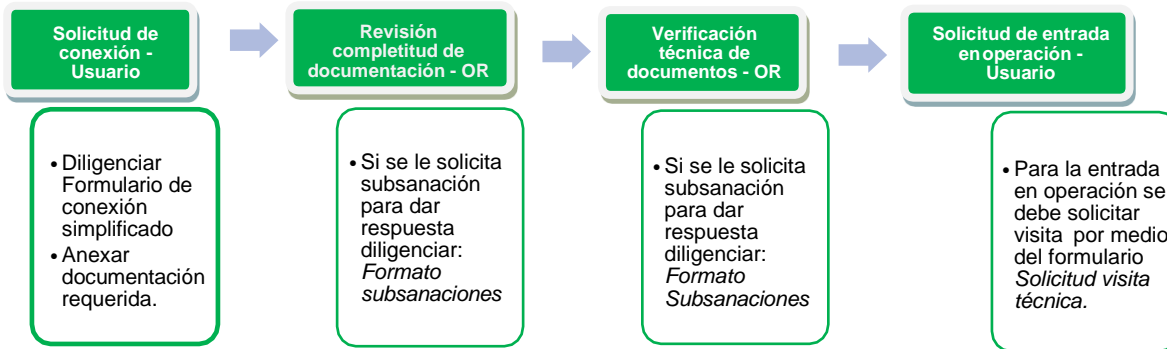 Solicitud de
conexión -
Usuario
Revisión
completitud de
documentación - OR
Verificación
técnica de
documentos - OR
Solicitud de entrada
enoperación -
Usuario
• Diligenciar
Formulario de
conexión
simplificado
• Anexar
documentación
requerida.
• Si se le solicita
subsanación
para dar
respuesta
diligenciar:
Formato
subsanaciones
• Si se le solicita
subsanación
para dar
respuesta
diligenciar:
Formato
Subsanaciones
• Para la entrada
en operación se
debe solicitar
visita por medio
del formulario
Solicitud visita
técnica.